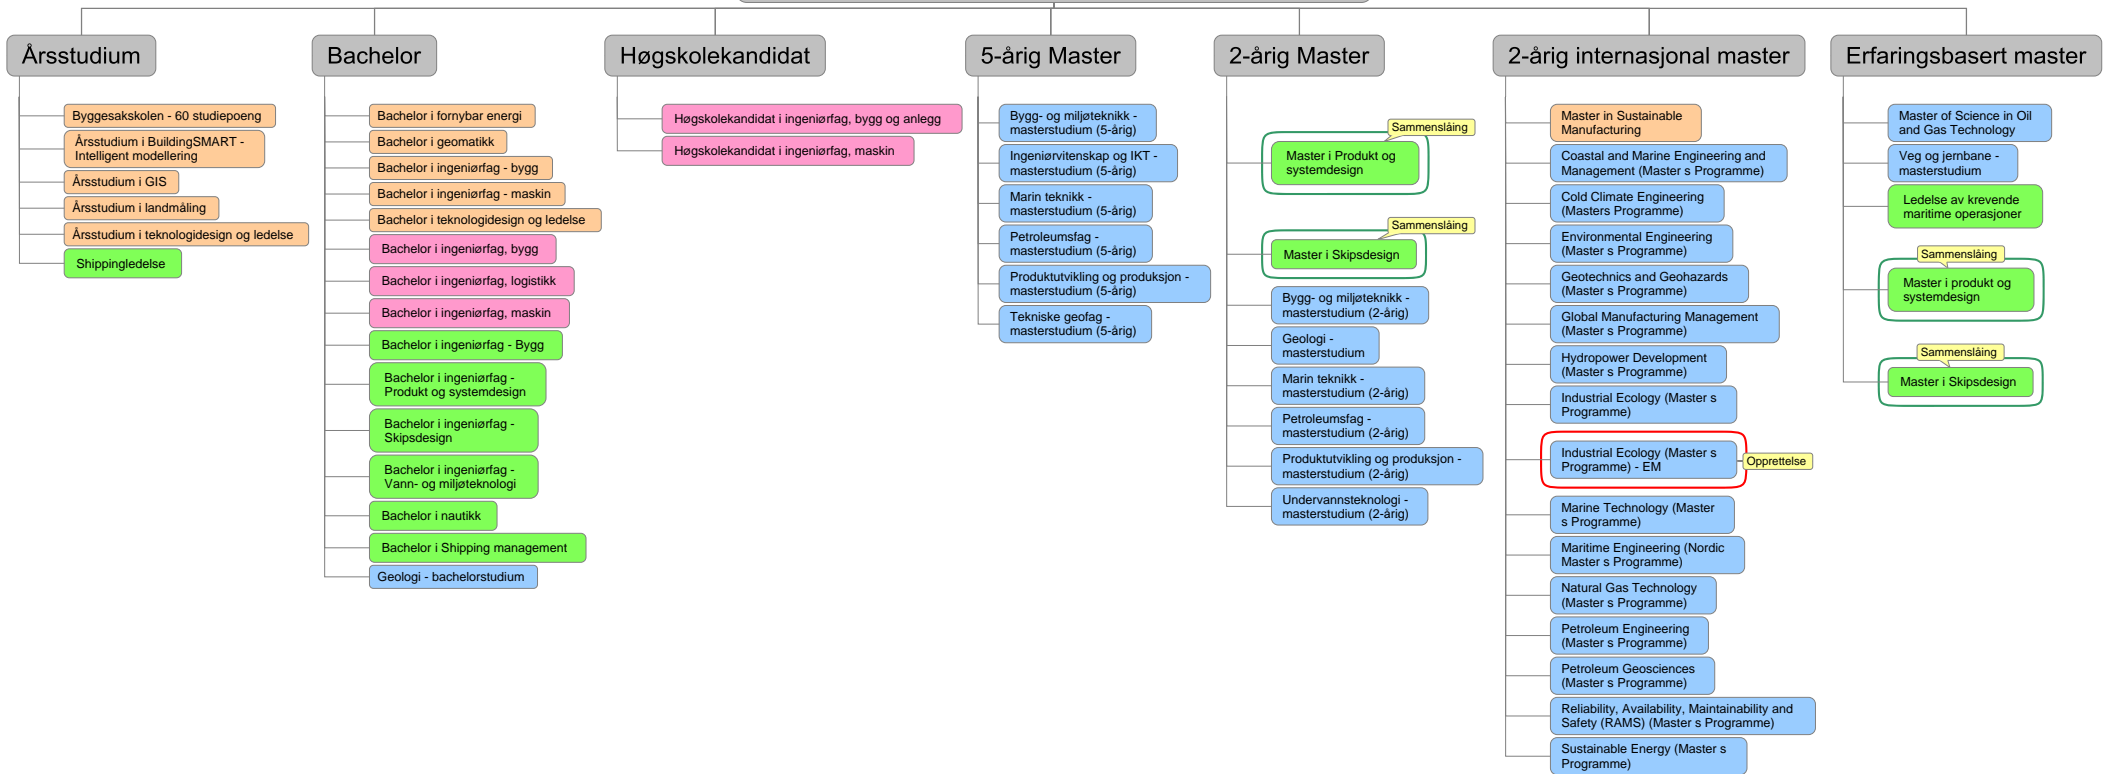 Årsstudium
Byggesakskolen - 60 studiepoeng
Årsstudium i BuildingSMART -
Intelligent modellering
Årsstudium i GIS
Årsstudium i landmåling
Årsstudium i teknologidesign og ledelse
Shippingledelse
Bachelor
Bachelor i fornybar energi
Bachelor i geomatikk
Bachelor i ingeniørfag - bygg
Bachelor i ingeniørfag - maskin
Bachelor i teknologidesign og ledelse
Bachelor i ingeniørfag, bygg
Bachelor i ingeniørfag, logistikk
Bachelor i ingeniørfag, maskin
Bachelor i ingeniørfag - Bygg
Bachelor i ingeniørfag -
Produkt og systemdesign
Bachelor i ingeniørfag -
Skipsdesign
Bachelor i ingeniørfag -
Vann- og miljøteknologi
Bachelor i nautikk
Bachelor i Shipping management
Geologi - bachelorstudium
Høgskolekandidat
Høgskolekandidat i ingeniørfag, bygg og anlegg
Høgskolekandidat i ingeniørfag, maskin
5-årig Master
Bygg- og miljøteknikk -
masterstudium (5-årig)
Ingeniørvitenskap og IKT -
masterstudium (5-årig)
Marin teknikk -
masterstudium (5-årig)
Petroleumsfag -
masterstudium (5-årig)
Produktutvikling og produksjon -
masterstudium (5-årig)
Tekniske geofag -
masterstudium (5-årig)
2-årig Master
Sammenslåing
Master i Produkt og
systemdesign
Sammenslåing
Master i Skipsdesign
Bygg- og miljøteknikk -
masterstudium (2-årig)
Geologi -
masterstudium
Marin teknikk -
masterstudium (2-årig)
Petroleumsfag -
masterstudium (2-årig)
Produktutvikling og produksjon -
masterstudium (2-årig)
Undervannsteknologi -
masterstudium (2-årig)
2-årig internasjonal master
Master in Sustainable
Manufacturing
Coastal and Marine Engineering and
Management (Master s Programme)
Cold Climate Engineering
(Masters Programme)
Environmental Engineering
(Master s Programme)
Geotechnics and Geohazards
(Master s Programme)
Global Manufacturing Management
(Master s Programme)
Hydropower Development
(Master s Programme)
Industrial Ecology (Master s
Programme)
Industrial Ecology (Master s
Programme) - EM
Opprettelse
Marine Technology (Master
s Programme)
Maritime Engineering (Nordic
Master s Programme)
Natural Gas Technology
(Master s Programme)
Petroleum Engineering
(Master s Programme)
Petroleum Geosciences
(Master s Programme)
Reliability, Availability, Maintainability and
Safety (RAMS) (Master s Programme)
Sustainable Energy (Master s
Programme)
Erfaringsbasert master
Master of Science in Oil
and Gas Technology
Veg og jernbane -
masterstudium
Ledelse av krevende
maritime operasjoner
Sammenslåing
Master i produkt og
systemdesign
Sammenslåing
Master i Skipsdesign